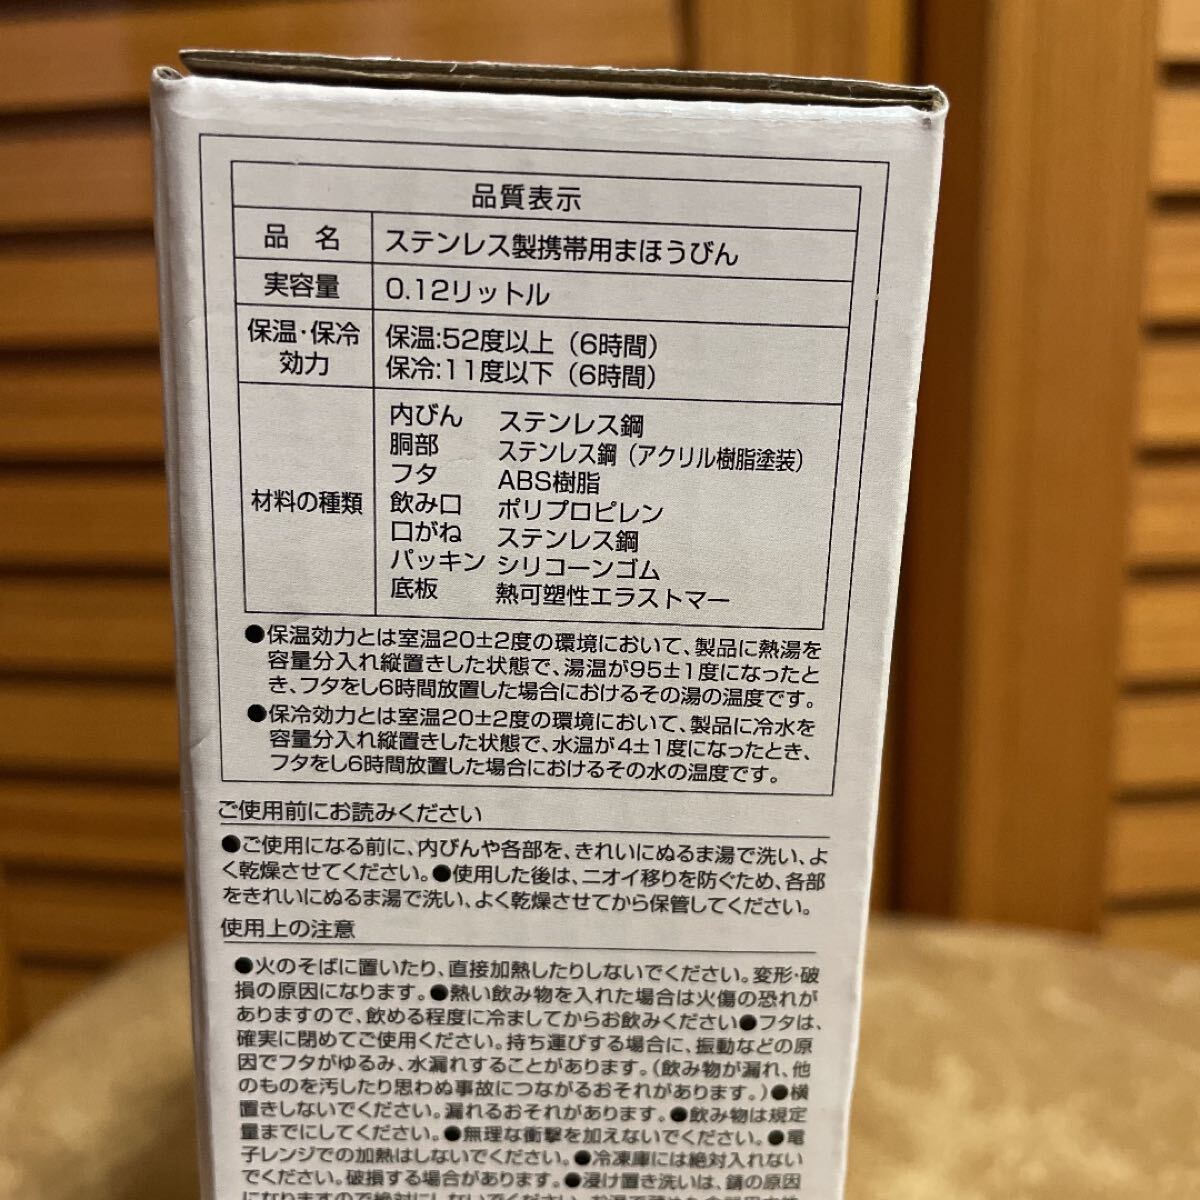 品質表示
品 名 ステンレス製携帯用まほうびん
実容量 0.12リットル
保温・保冷効力
保温:52度以上（6時間）
保冷:11度以下（6時間）
材料の種類
内びん ステンレス鋼
胴部 ステンレス鋼（アクリル樹脂塗装）
フタ ABS樹脂
飲み口 ポリプロピレン
口がね ステンレス鋼
パッキン シリコーンゴム
底板 熱可塑性エラストマー
●保温効力とは室温20±2度の環境において、製品に熱湯を
容量分入れ縦置きした状態で、湯温が95±1度になったと
き、フタをし6時間放置した場合におけるその湯の温度です。
●保冷効力とは室温20±2度の環境において、製品に冷水を
容量分入れ縦置きした状態で、水温が4±1度になったとき、
フタをし6時間放置した場合におけるその水の温度です。
ご使用前にお読みください
●ご使用になる前に、内びんや各部を、きれいにぬるま湯で洗い、よ
く乾燥させてください。●使用した後は、ニオイ移りを防ぐため、各部
をきれいにぬるま湯で洗い、よく乾燥させてから保管してください。
使用上の注意
●火のそばに置いたり、直接加熱したりしないでください。変形・破
損の原因になります。●熱い飲み物を入れた場合は火傷の恐れが
ありますので、飲める程度に冷ましてからお飲みください●フタは、
確実に閉めてご使用ください。持ち運びする場合に、振動などの原
因でフタがゆるみ、水漏れすることがあります。（飲み物が漏れ、他
のものを汚したり思わぬ事故につながるおそれがあります。）●横
置きしないでください。漏れるおそれがあります。●飲み物は規定
量までにしてください。●無理な衝撃を加えないでください。●電
子レンジでの加熱はしないでください。●冷凍庫には絶対入れない
でください。破損する場合があります。●浸け置き洗いは、錆の原因
になりますので絶対にしないでください。